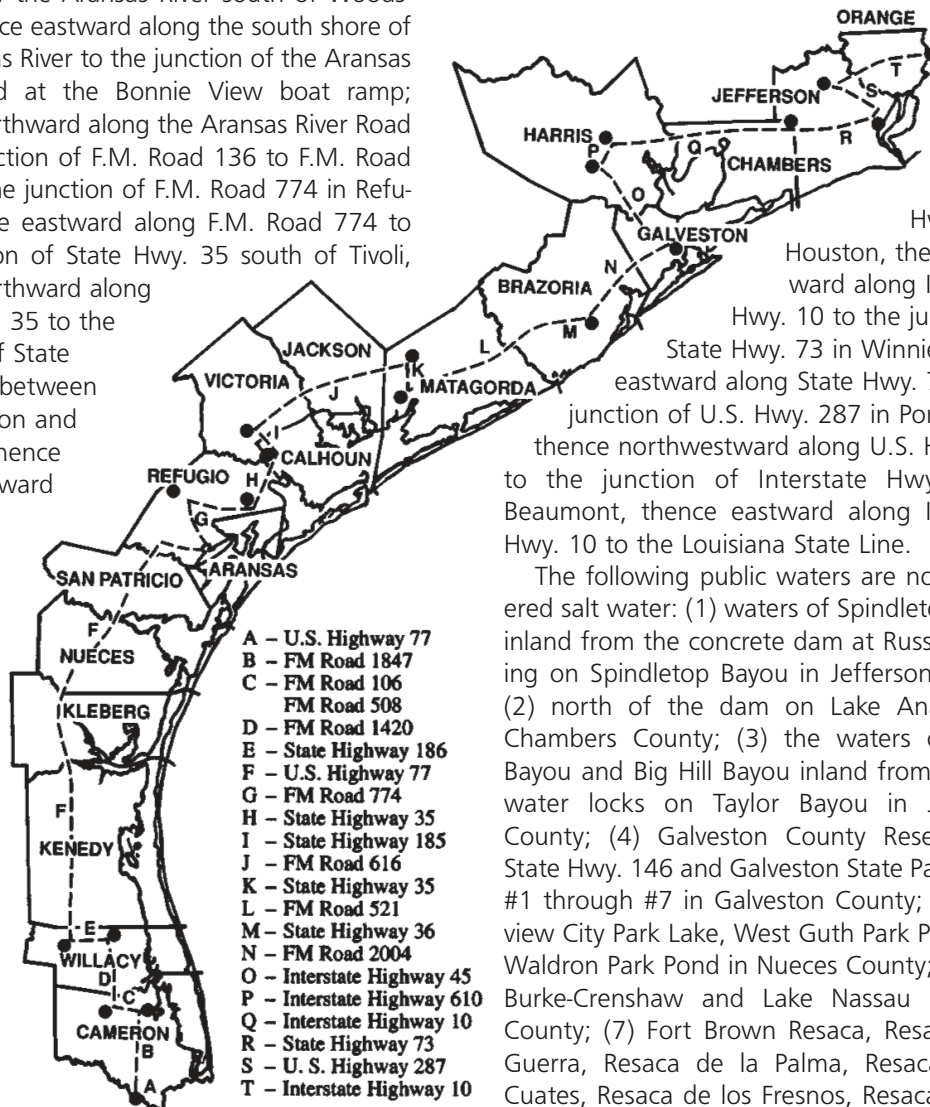 the Aransas River south of Woods-
ce eastward along the south shore of
s River to the junction of the Aransas
d at the Bonnie View boat ramp;
rthward along the Aransas River Road
ction of F.M. Road 136 to F.M. Road
ne junction of F.M. Road 774 in Refu-
e eastward along F.M. Road 774 to
on of State Hwy. 35 south of Tivoli,
rthward along
35 to the
f State
between
on and
hence
ward
ORANGE
T
S
JEFFERSON
R
HARRIS
P
Q
CHAMBERS
O
GALVESTON
N
BRAZORIA
M
L
JACKSON
K
MATAGORDA
VICTORIA
J
I
CALHOUN
REFUGIO
H
G
ARANSAS
SAN PATRICIO
F
NUECES
KLEBERG
F
KENEDY
E
WILLACY
D
C
CAMERON
B
A
A – U.S. Highway 77
B – FM Road 1847
C – FM Road 106
FM Road 508
D – FM Road 1420
E – State Highway 186
F – U.S. Highway 77
G – FM Road 774
H – State Highway 35
I – State Highway 185
J – FM Road 616
K – State Highway 35
L – FM Road 521
M – State Highway 36
N – FM Road 2004
O – Interstate Highway 45
P – Interstate Highway 610
Q – Interstate Highway 10
R – State Highway 73
S – U. S. Highway 287
T – Interstate Highway 10
Hw
Houston, the
ward along I
Hwy. 10 to the ju
State Hwy. 73 in Winnie
eastward along State Hwy. 7
junction of U.S. Hwy. 287 in Por
thence northwestward along U.S. H
to the junction of Interstate Hwy
Beaumont, thence eastward along I
Hwy. 10 to the Louisiana State Line.
The following public waters are no
ered salt water: (1) waters of Spindlet
inland from the concrete dam at Russ
ing on Spindletop Bayou in Jefferson
(2) north of the dam on Lake An
Chambers County; (3) the waters o
Bayou and Big Hill Bayou inland from
water locks on Taylor Bayou in J
County; (4) Galveston County Rese
State Hwy. 146 and Galveston State Pa
#1 through #7 in Galveston County;
view City Park Lake, West Guth Park P
Waldron Park Pond in Nueces County;
Burke-Crenshaw and Lake Nassau
County; (7) Fort Brown Resaca, Resa
Guerra, Resaca de la Palma, Resaca
Cuates, Resaca de los Fresnos, Resaca